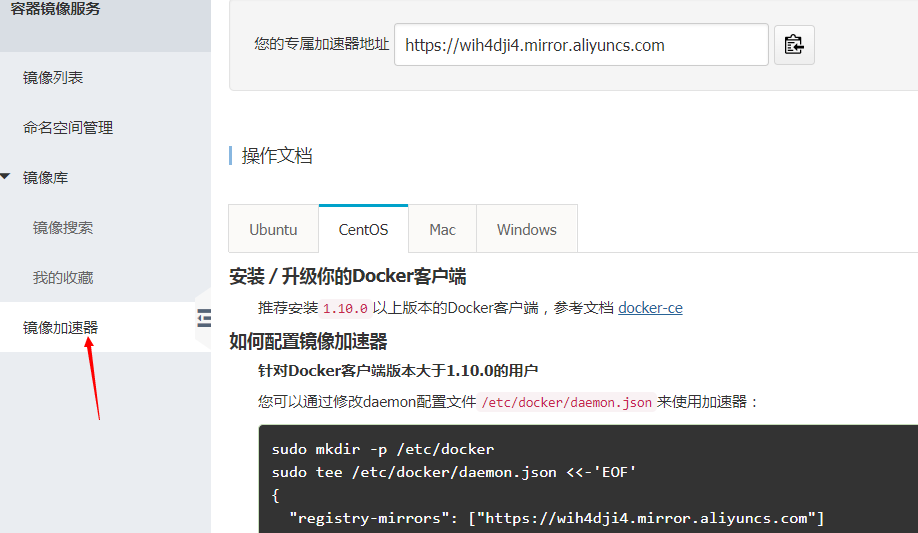 容器镜像服务
镜像列表
命名空间管理
镜像库
镜像搜索
我的收藏
镜像加速器
您的专属加速器地址 https://wih4dji4.mirror.aliyuncs.com
操作文档
Ubuntu CentOS Mac Windows
安装 / 升级你的Docker客户端
推荐安装 1.10.0 以上版本的Docker客户端，参考文档 docker-ce
如何配置镜像加速器
针对Docker客户端版本大于1.10.0的用户
您可以通过修改daemon配置文件 /etc/docker/daemon.json 来使用加速器：
sudo mkdir -p /etc/docker
sudo tee /etc/docker/daemon.json <<-'EOF'
{
"registry-mirrors": ["https://wih4dji4.mirror.aliyuncs.com"]